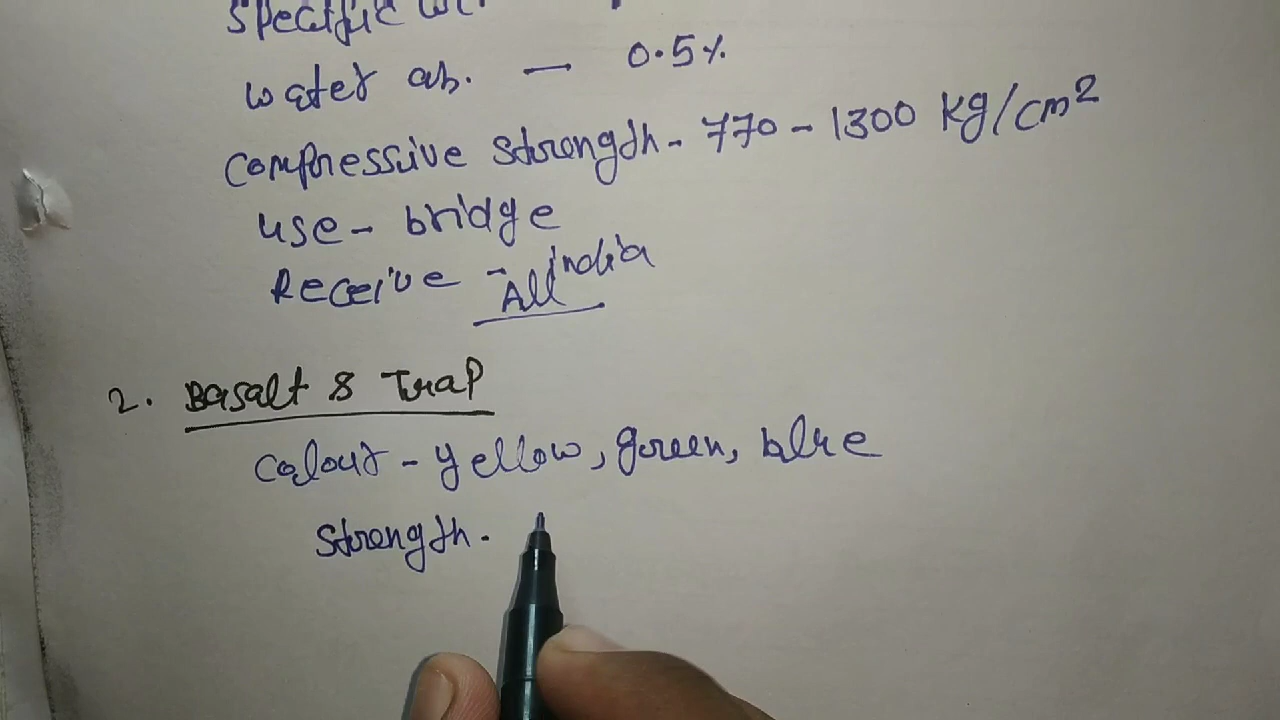 Specific
water ab. — 0.5%
Compressive strength - 770 - 1300 kg/cm²
use - bridge
Receive - All india
2. Basalt & Trap
Colour - yellow, green, blue
Strength.